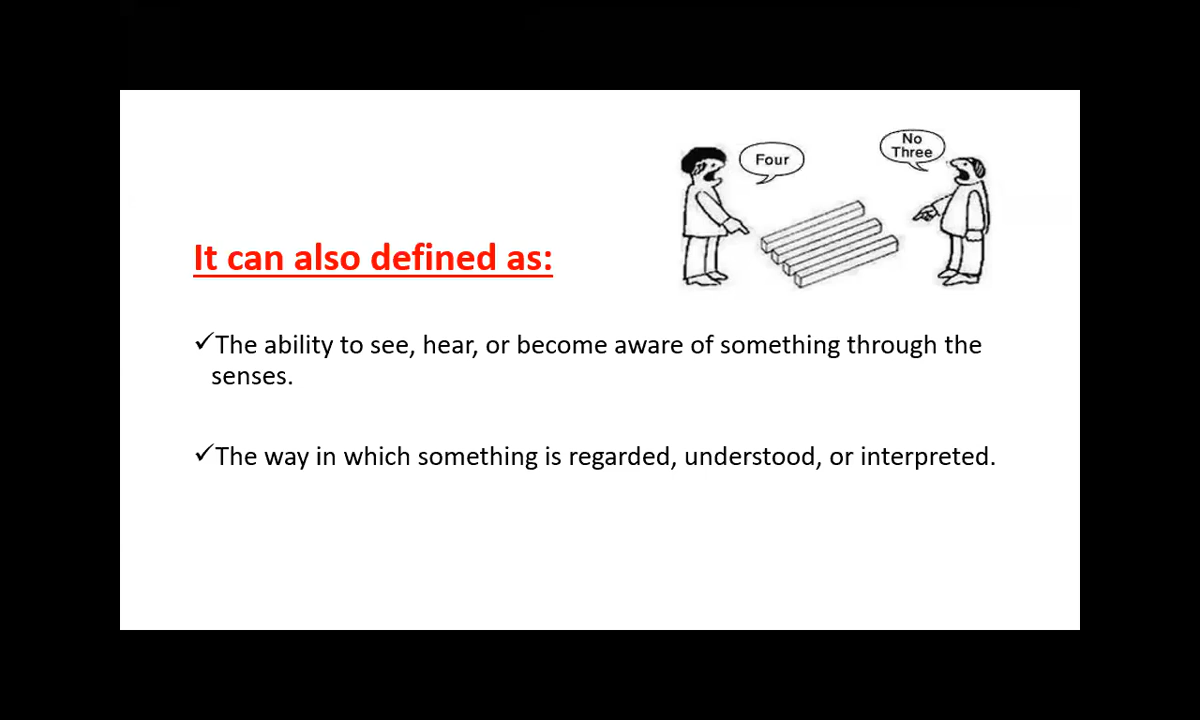 Four
No
Three
It can also defined as:
✓The ability to see, hear, or become aware of something through the
senses.
✓The way in which something is regarded, understood, or interpreted.